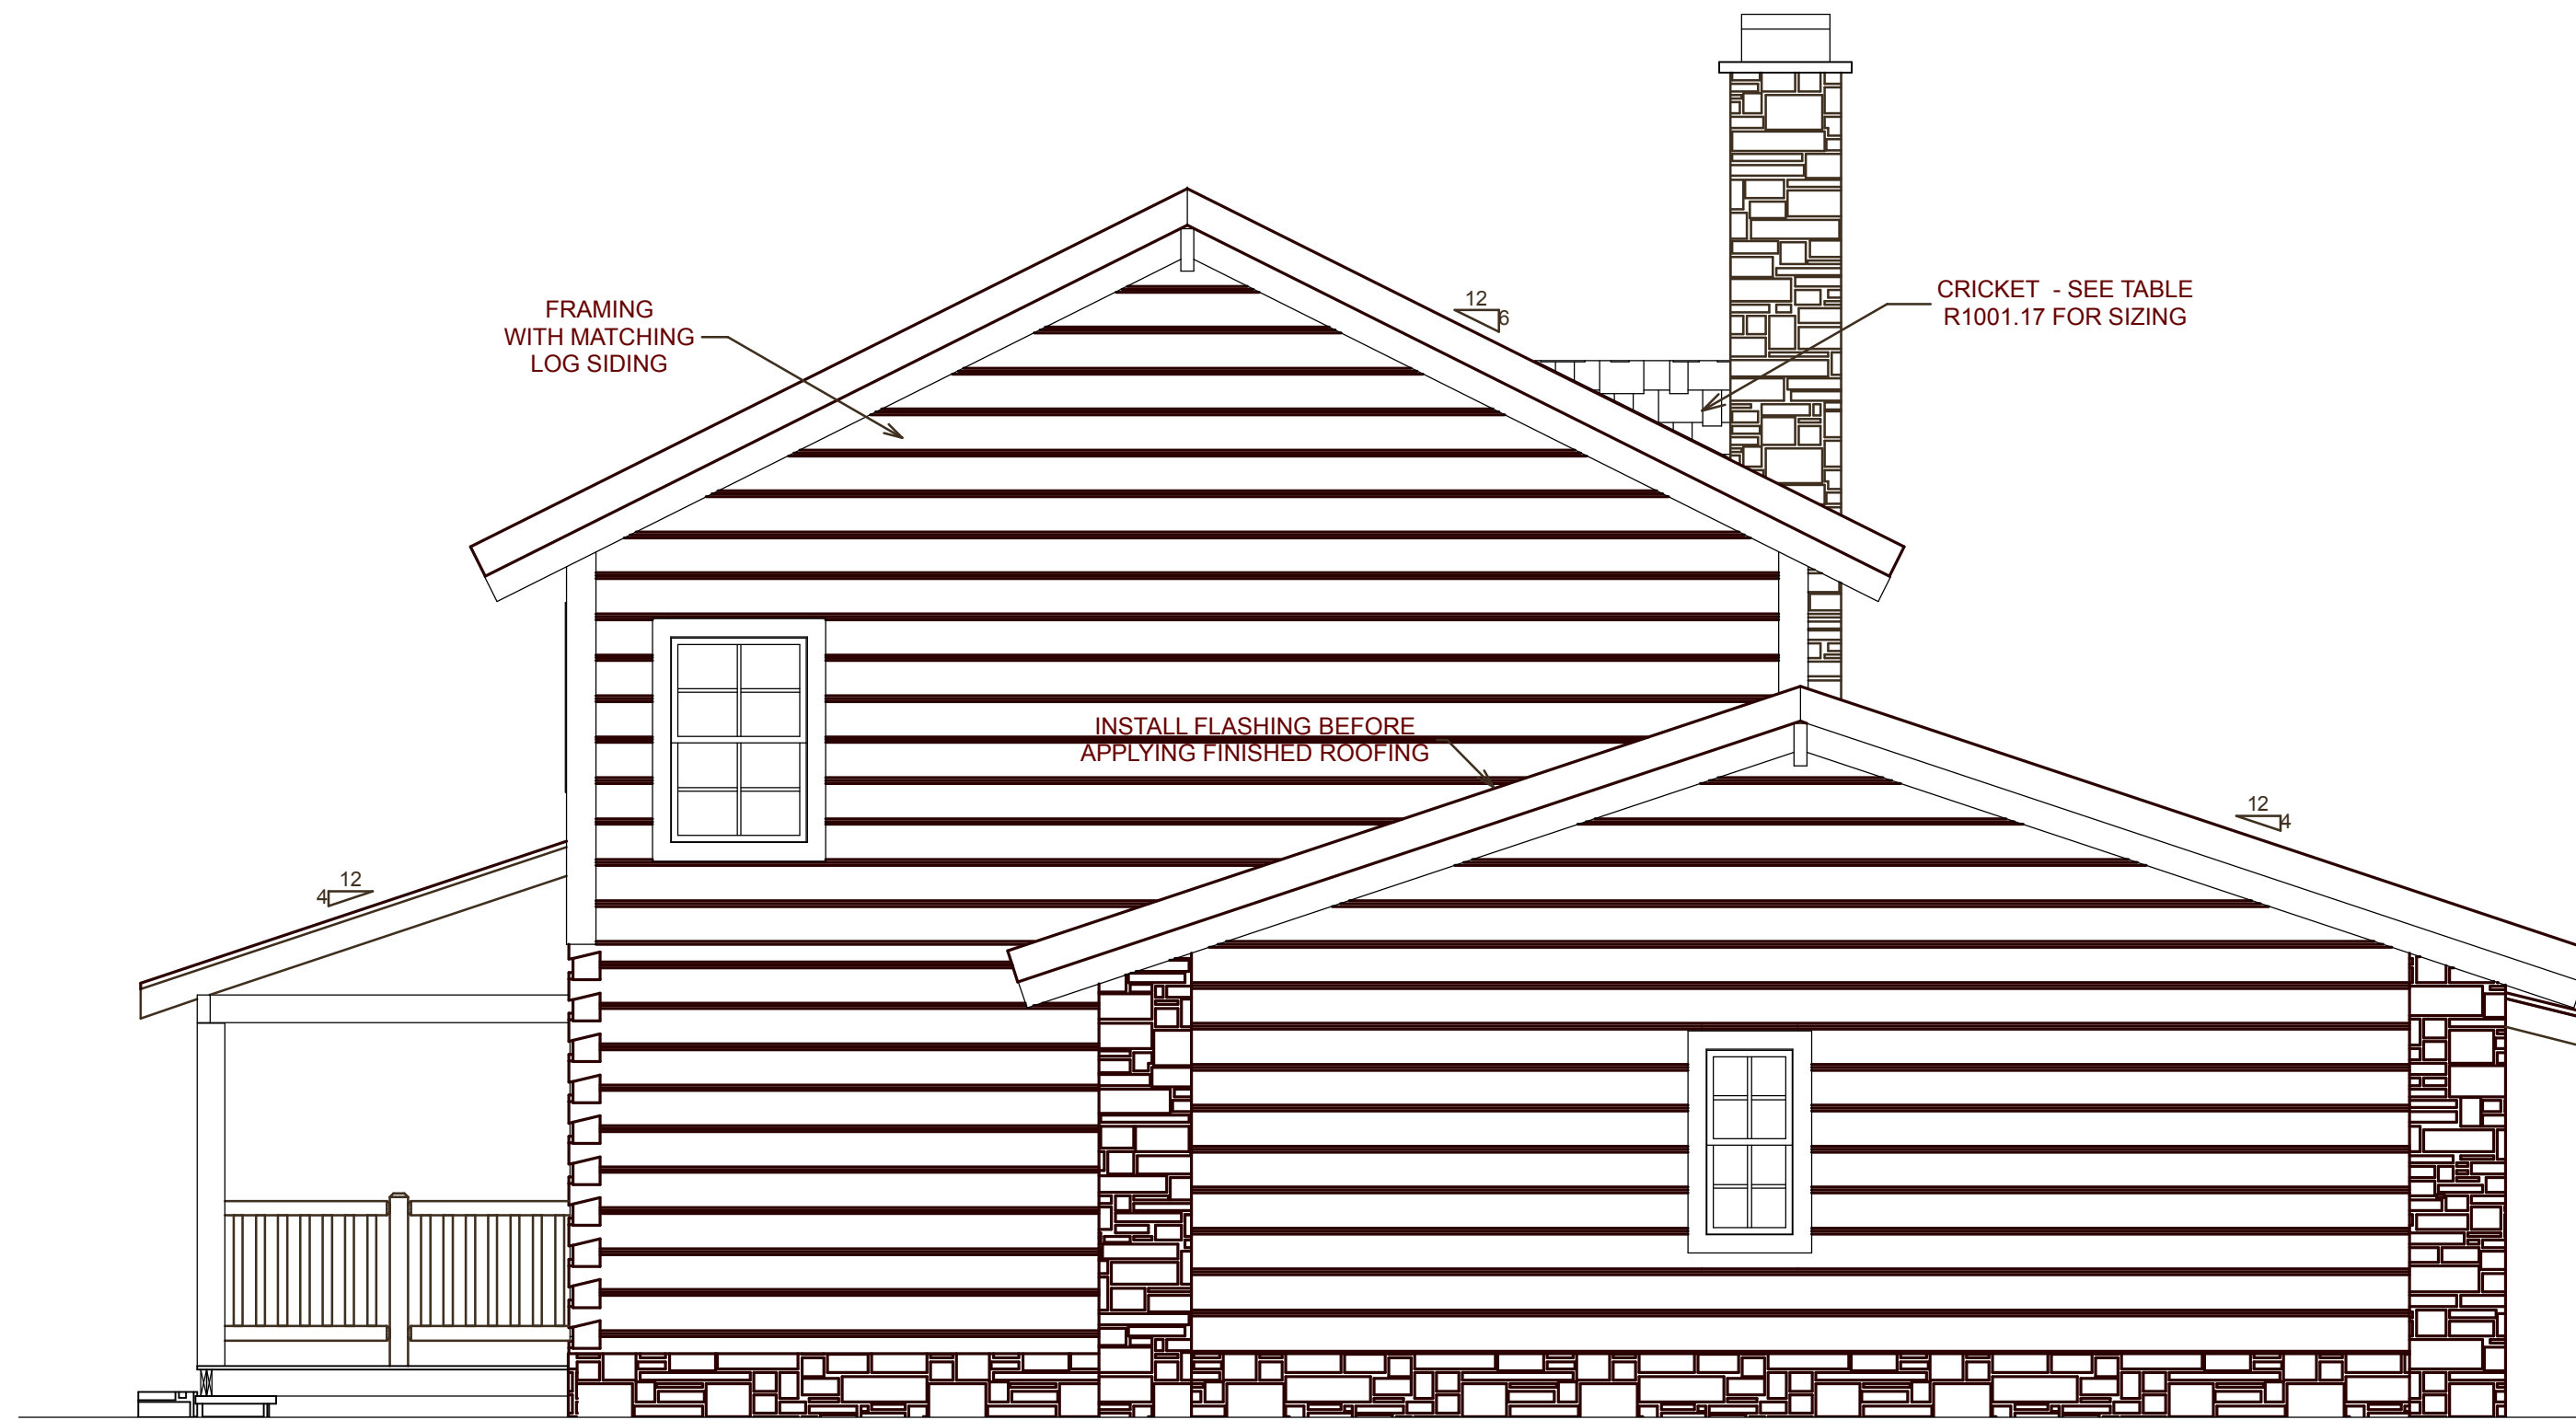 FRAMING
WITH MATCHING
LOG SIDING
12
6
CRICKET - SEE TABLE
R1001.17 FOR SIZING
INSTALL FLASHING BEFORE
APPLYING FINISHED ROOFING
12
4
12
4